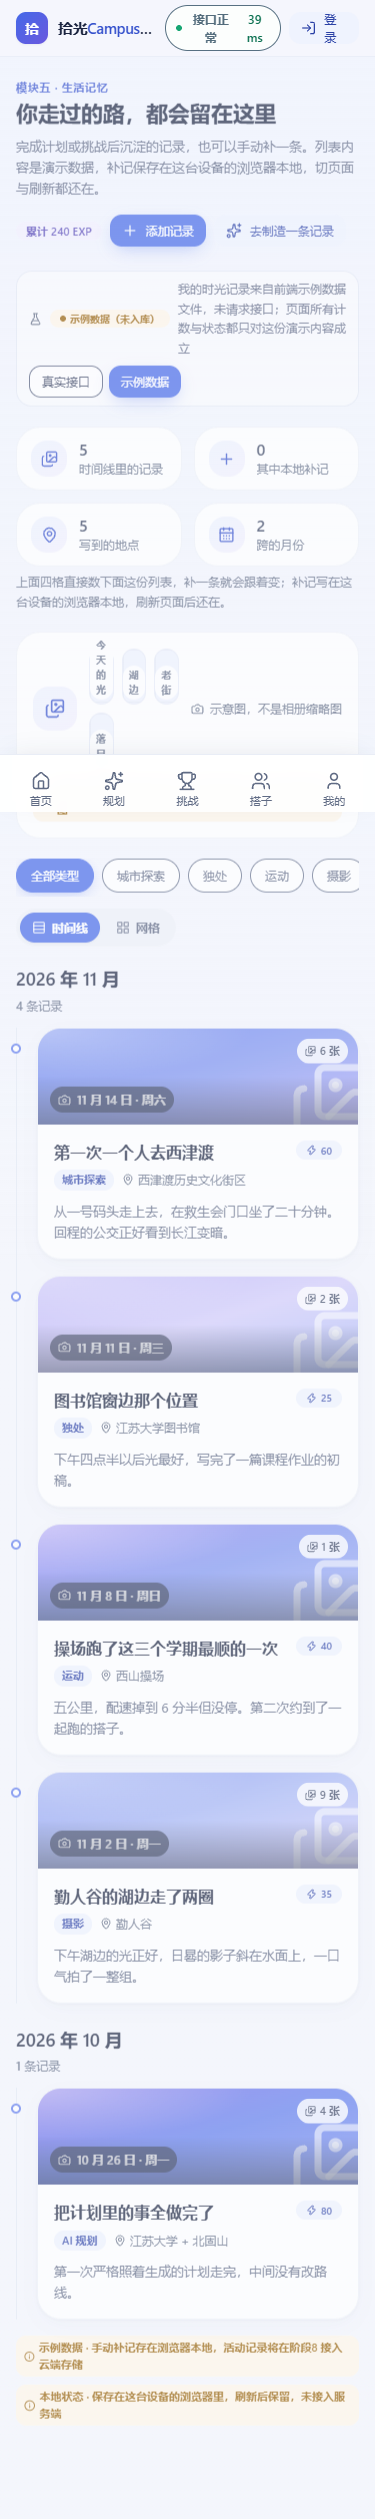 拾
拾光Campus...
接口正常
39 ms
登录
模块五 · 生活记忆
你走过的路，都会留在这里
完成计划或挑战后沉淀的记录，也可以手动补一条。列表内
容是演示数据，补记保存在这台设备的浏览器本地，切页面
与刷新都还在。
累计 240 EXP
添加记录
去制造一条记录
示例数据（未入库）
我的时光记录来自前端示例数据
文件，未请求接口；页面所有计
数与状态都只对这份演示内容成
立
真实接口
示例数据
5
时间线里的记录
0
其中本地补记
5
写到的地点
2
跨的月份
上面四格直接数下面这份列表，补一条就会跟着变；补记写在这
台设备的浏览器本地，刷新页面后还在。
今天的光
湖边
老街
落日
示意图，不是相册缩略图
首页
规划
挑战
搭子
我的
全部类型
城市探索
独处
运动
摄影
时间线
网格
2026 年 11 月
4 条记录
6 张
11 月 14 日 · 周六
第一次一个人去西津渡
60
城市探索
西津渡历史文化街区
从一号码头走上去，在救生会门口坐了二十分钟。
回程的公交正好看到长江变暗。
2 张
11 月 11 日 · 周三
图书馆窗边那个位置
25
独处
江苏大学图书馆
下午四点半以后光最好，写完了一篇课程作业的初
稿。
1 张
11 月 8 日 · 周日
操场跑了这三个学期最顺的一次
40
运动
西山操场
五公里，配速掉到 6 分半但没停。第二次约到了一
起跑的搭子。
9 张
11 月 2 日 · 周一
勤人谷的湖边走了两圈
35
摄影
勤人谷
下午湖边的光正好，日晷的影子斜在水面上，一口
气拍了一整组。
2026 年 10 月
1 条记录
4 张
10 月 26 日 · 周一
把计划里的事全做完了
80
AI 规划
江苏大学 + 北固山
第一次严格照着生成的计划走完，中间没有改路
线。
示例数据 · 手动补记存在浏览器本地，活动记录将在阶段8 接入
云端存储
本地状态 · 保存在这台设备的浏览器里，刷新后保留，未接入服
务端